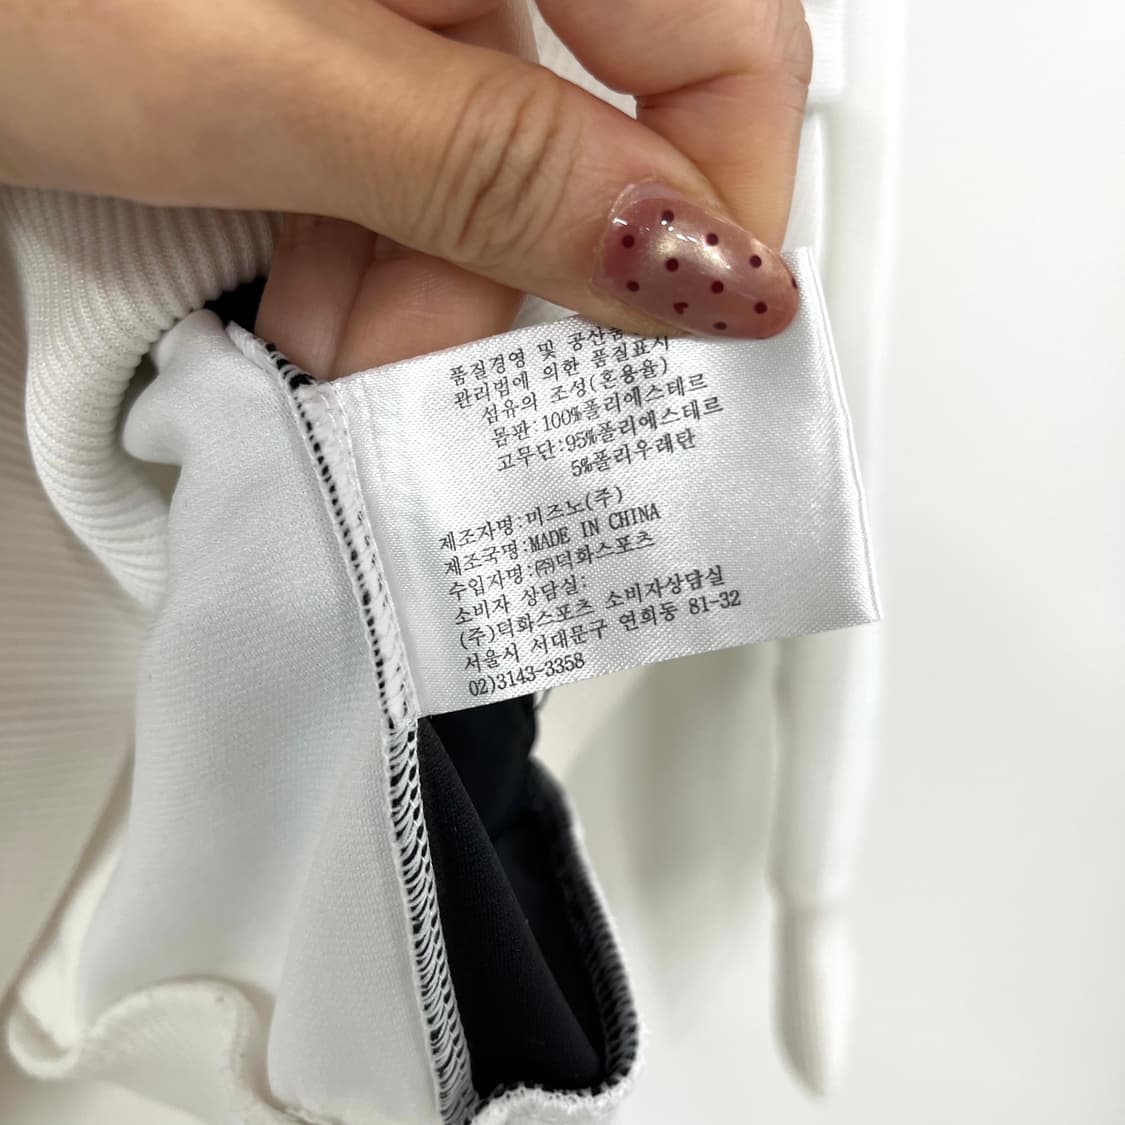 품질경영 및 공산품
관리법에 의한 품질표시
섬유의 조성(혼용율)
몸판:100%폴리에스테르
고무단:95%폴리에스테르
5%폴리우레탄
제조자명:미즈노(주)
제조국명:MADE IN CHINA
수입자명:㈜덕화스포츠
소비자 상담실:
(주)덕화스포츠 소비자상담실
서울시 서대문구 연희동 81-32
02)3143-3358